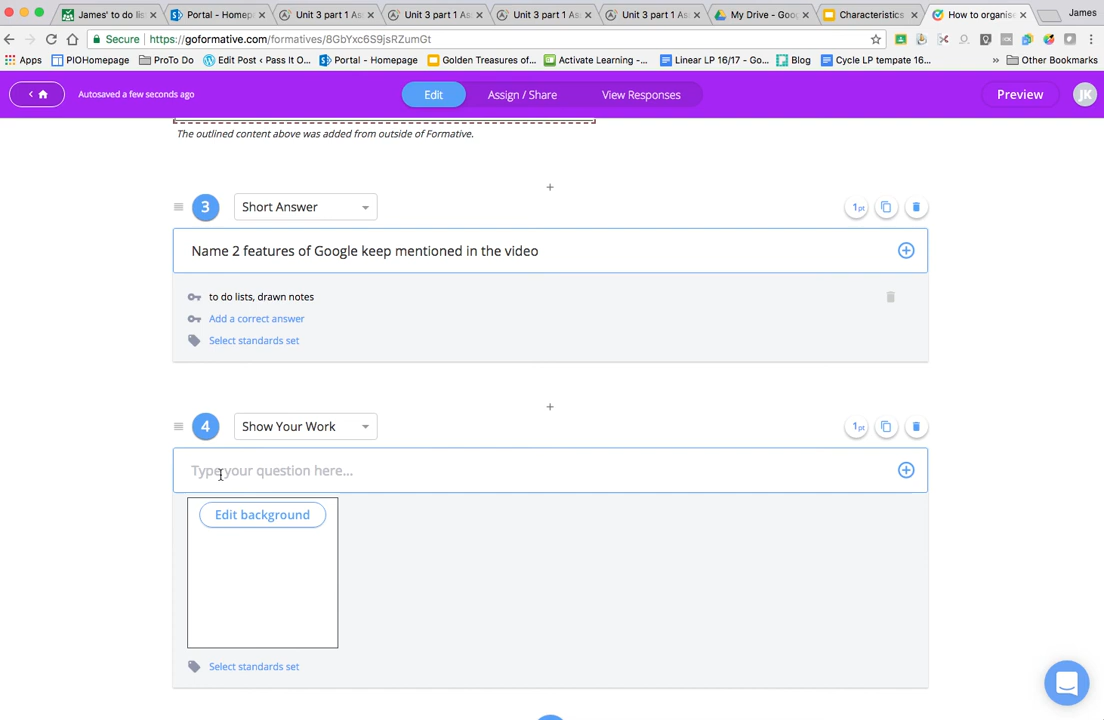 James' to do lis
Portal - Homep
Unit 3 part 1 As
Unit 3 part 1 As
Unit 3 part 1 As
Unit 3 part 1 As
My Drive - Goo
Characteristics
How to organise
James
Secure
https://goformative.com/formatives/8GbYxc6S9jsRZumGt
Apps
PIOHomepage
ProTo Do
Edit Post ‹ Pass It O...
Portal - Homepage
Golden Treasures of...
Activate Learning -...
Linear LP 16/17 - Go...
Blog
Cycle LP tempate 16...
»
Other Bookmarks
Autosaved a few seconds ago
Edit
Assign / Share
View Responses
Preview
JK
The outlined content above was added from outside of Formative.
+
3
Short Answer
1pt
Name 2 features of Google keep mentioned in the video
to do lists, drawn notes
Add a correct answer
Select standards set
+
4
Show Your Work
1pt
Type your question here...
Edit background
Select standards set